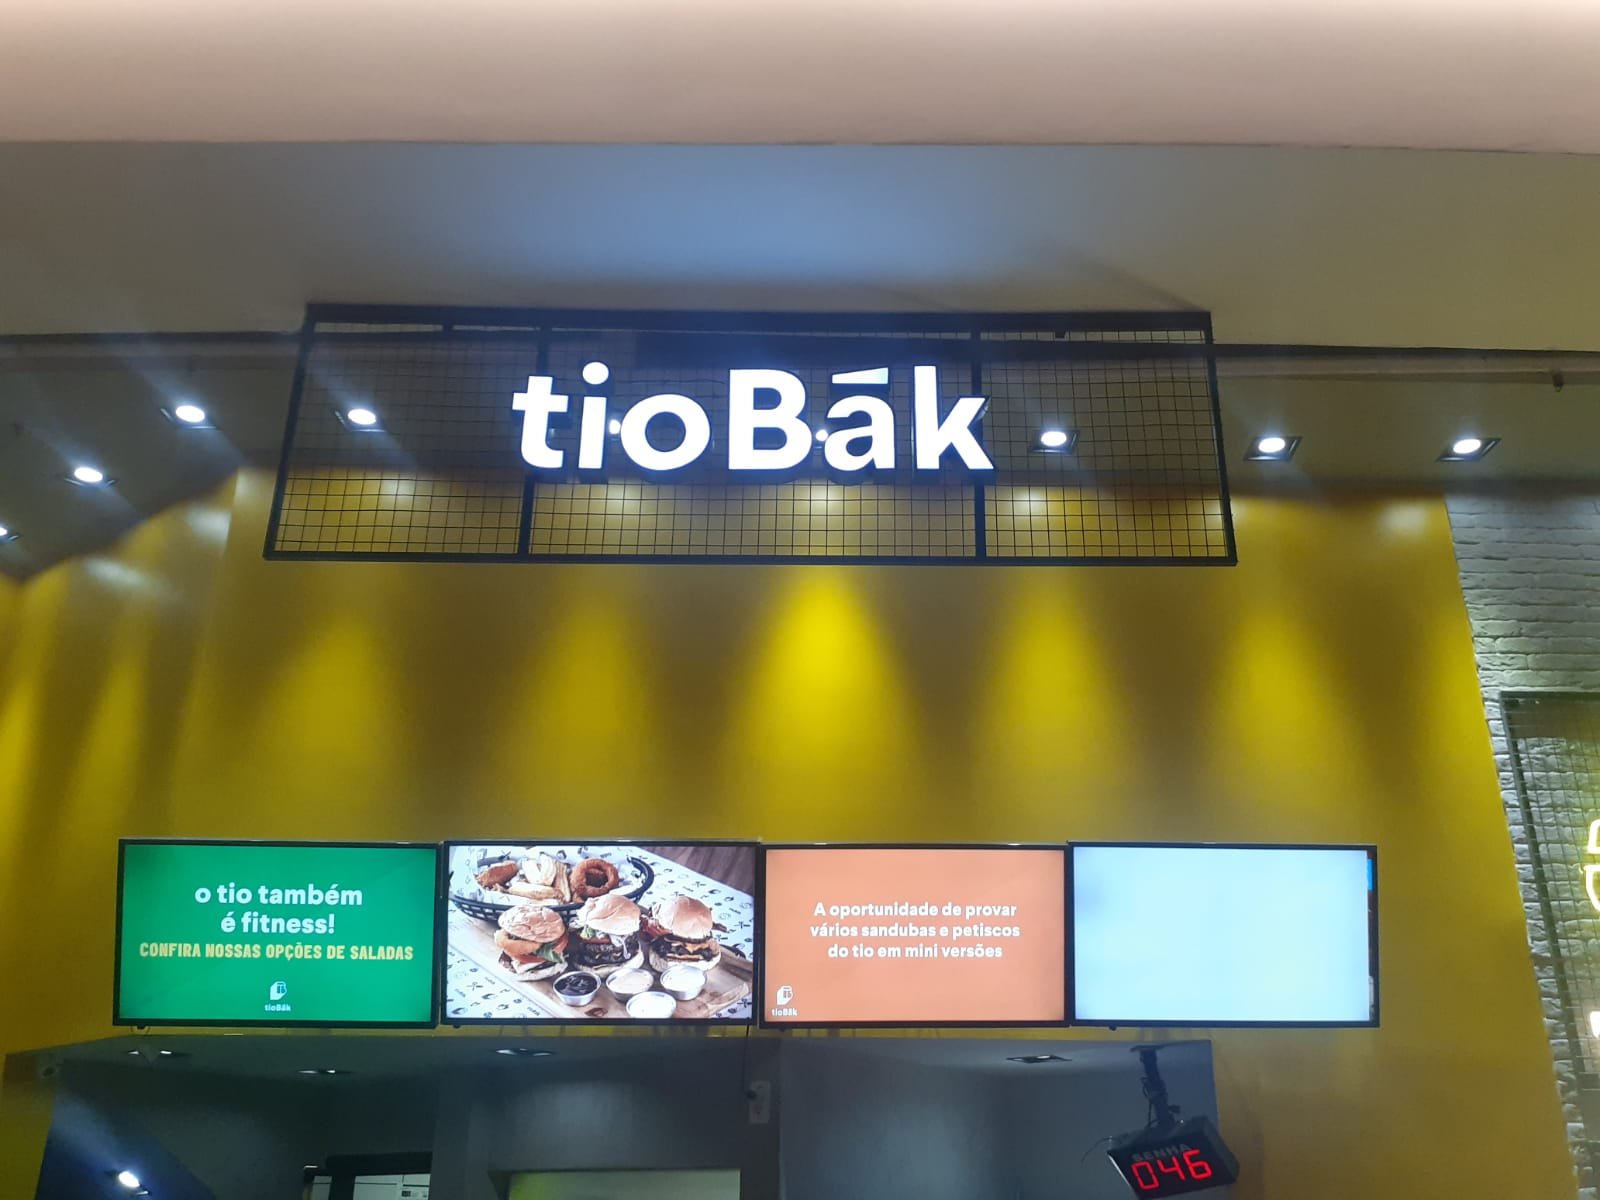 tioBák
o tio também
é fitness!
CONFIRA NOSSAS OPÇÕES DE SALADAS
tioBák
A oportunidade de provar
vários sandubas e petiscos
do tio em mini versões
tioBák
SENHA
046